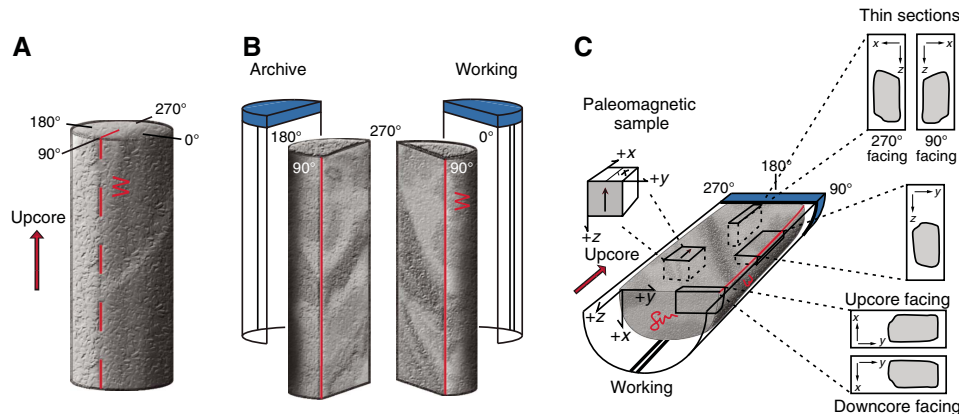 A
180°
270°
90°
0°
W
Upcore
B
Archive
Working
180°
270°
0°
90°
90°
W
C
Thin sections
x
z
x
z
270° facing
90° facing
Paleomagnetic
sample
+x
x
+y
+z
270°
180°
90°
Upcore
+y
+z
+x
Working
y
z
Upcore facing
x
y
y
x
Downcore facing